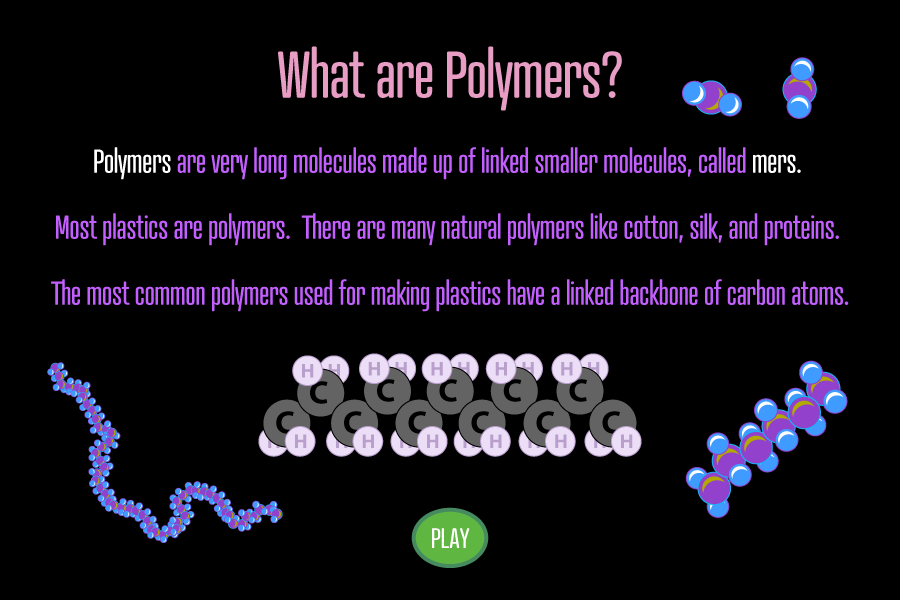 What are Polymers?
Polymers are very long molecules made up of linked smaller molecules, called mers.
Most plastics are polymers.  There are many natural polymers like cotton, silk, and proteins.
The most common polymers used for making plastics have a linked backbone of carbon atoms.
H H H H H H H H H H
C C C C C
C C C C C C
H H H H H H H H H H H H
PLAY